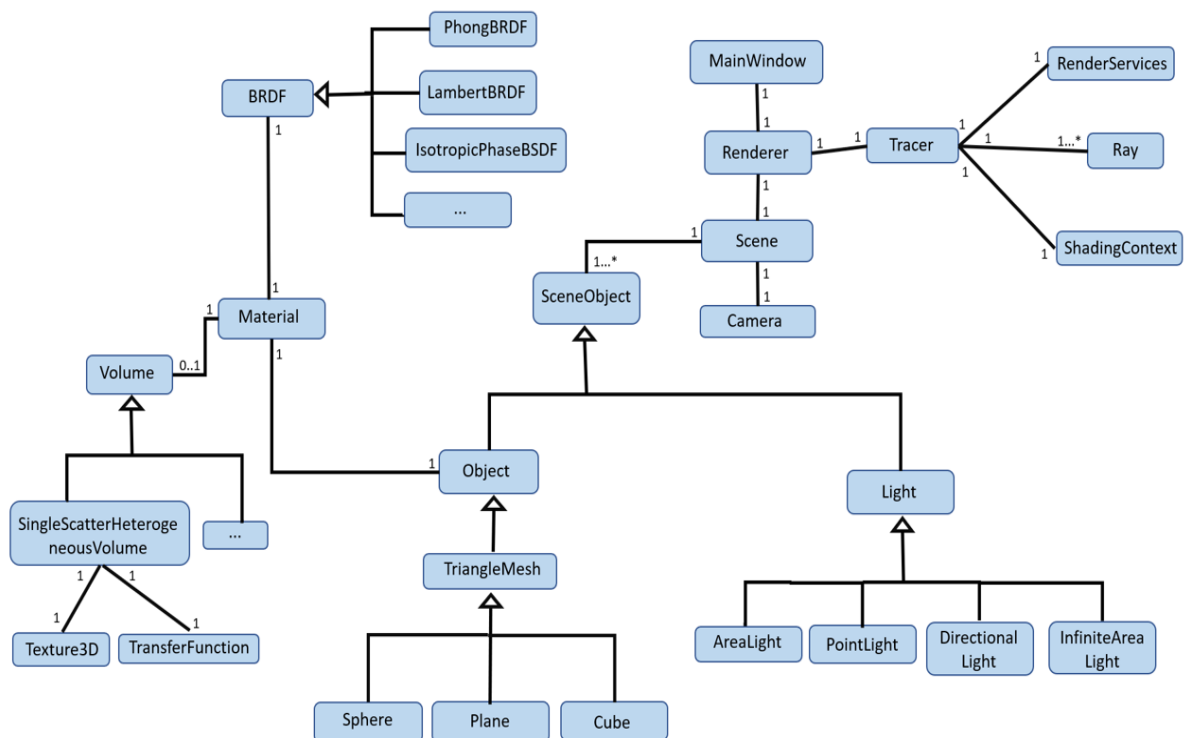 PhongBRDF
MainWindow
1
RenderServices
BRDF
LambertBRDF
1
1
1
1
1
IsotropicPhaseBSDF
Renderer
1
1
Tracer
1
1...*
Ray
1
1
...
1
1
Scene
1
ShadingContext
1...*
1
SceneObject
1
1
Material
1
Camera
1
Volume
0..1
1
Object
Light
SingleScatterHeteroge
neousVolume
...
TriangleMesh
1
1
1
1
Texture3D
TransferFunction
AreaLight
PointLight
Directional
Light
InfiniteArea
Light
Sphere
Plane
Cube